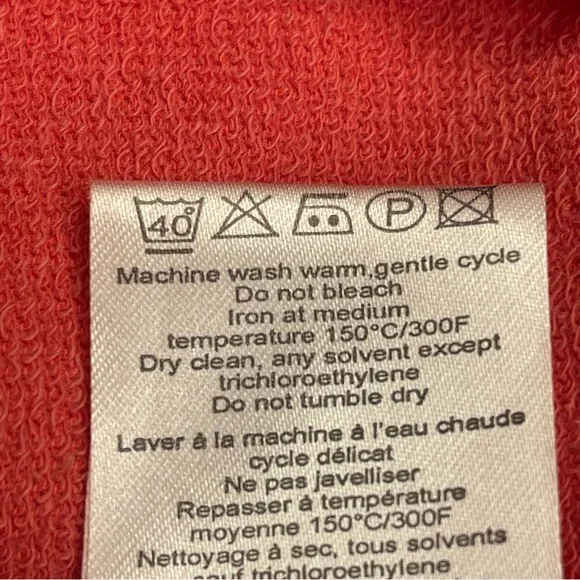 40
P
Machine wash warm,gentle cycle
Do not bleach
Iron at medium
temperature 150°C/300F
Dry clean, any solvent except
trichloroethylene
Do not tumble dry
Laver â la machine â l'eau chaude
cycle délicat
Ne pas javelliser
Repasser â température
moyenne 150°C/300F
Nettoyage â sec, tous solvents
sauf trichloroethylene